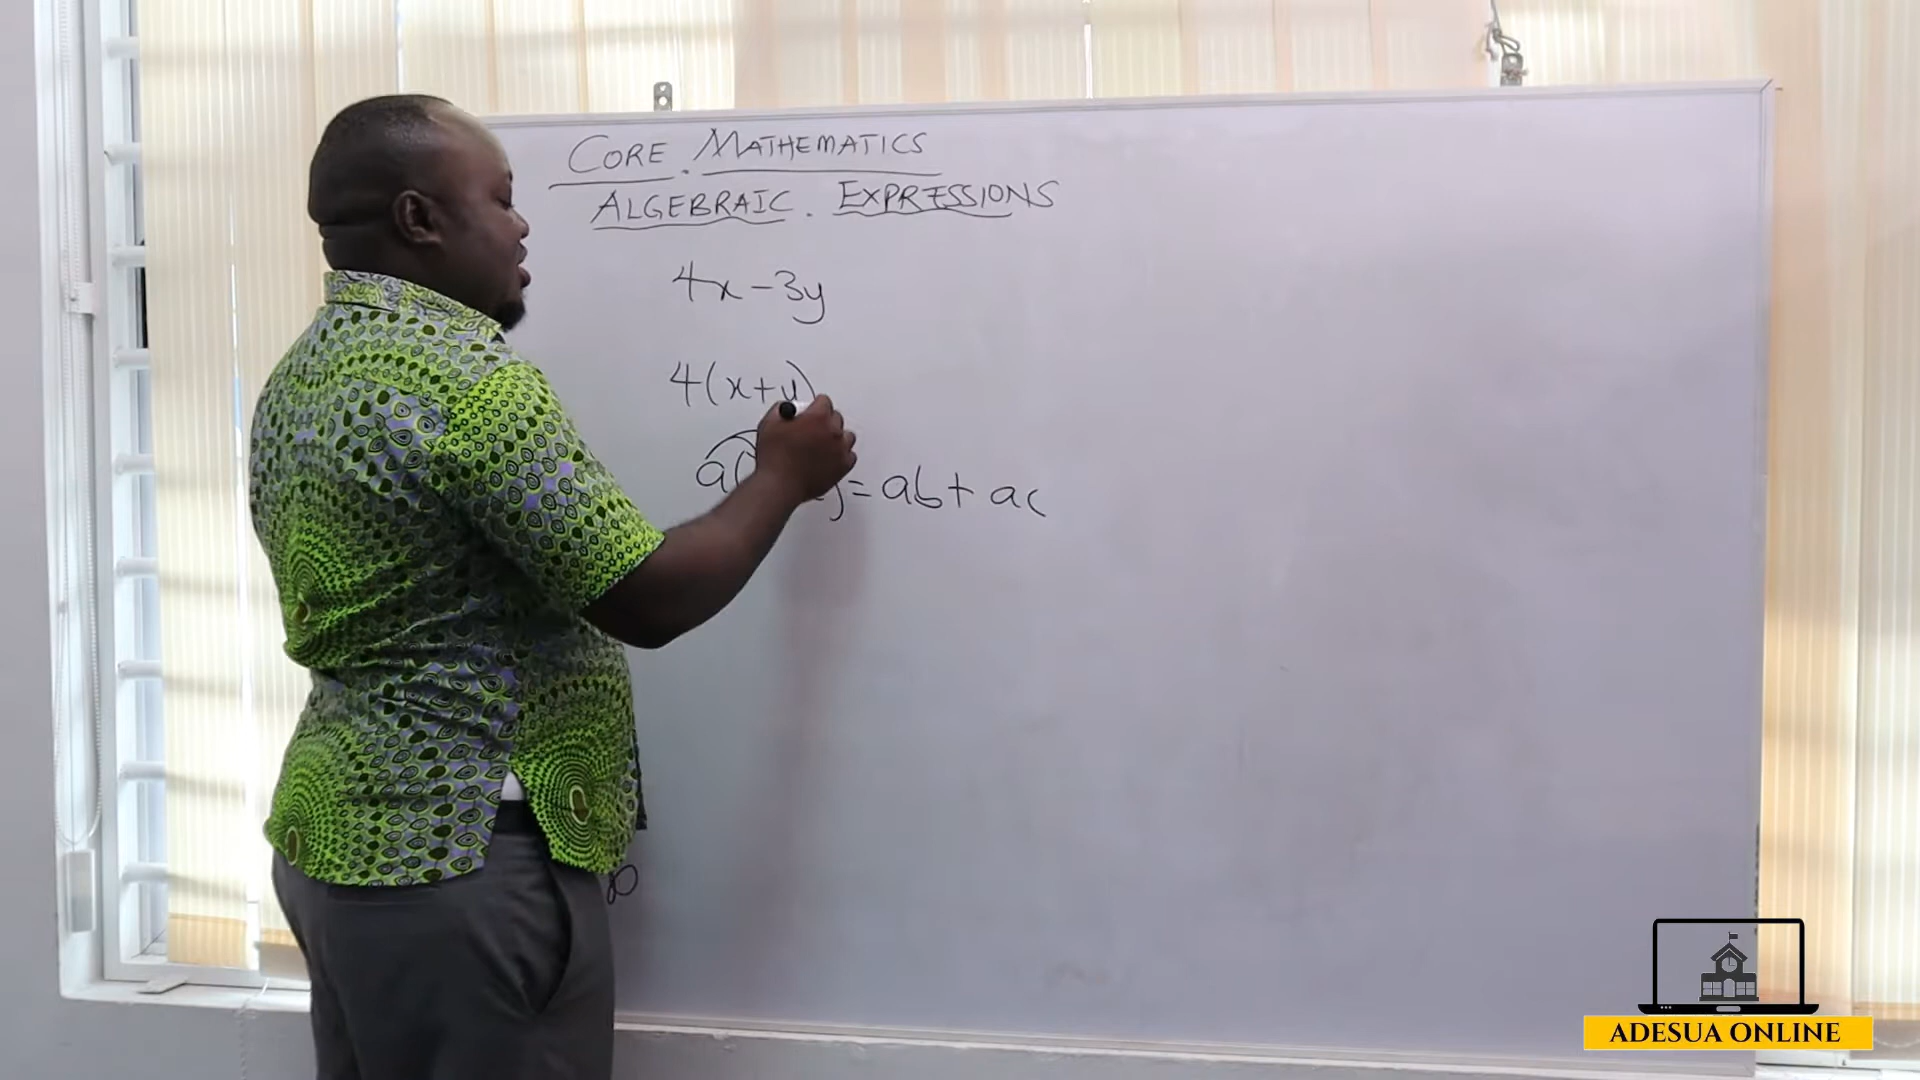 CORE MATHEMATICS
ALGEBRAIC EXPRESSIONS
4x - 3y
4(x+y)
a( ) = ab + ac
ADESUA ONLINE